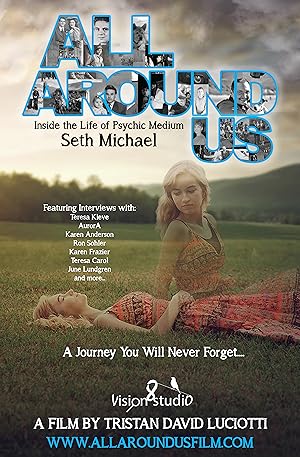 ALL
AROUND
US
Inside the Life of Psychic Medium
Seth Michael
Featuring Interviews with:
Teresa Kleve
AurorA
Karen Anderson
Ron Sohler
Karen Frazier
Teresa Carol
June Lundgren
and more...
A Journey You Will Never Forget....
Vision studio
A FILM BY TRISTAN DAVID LUCIOTTI
WWW.ALLAROUNDUSFILM.COM